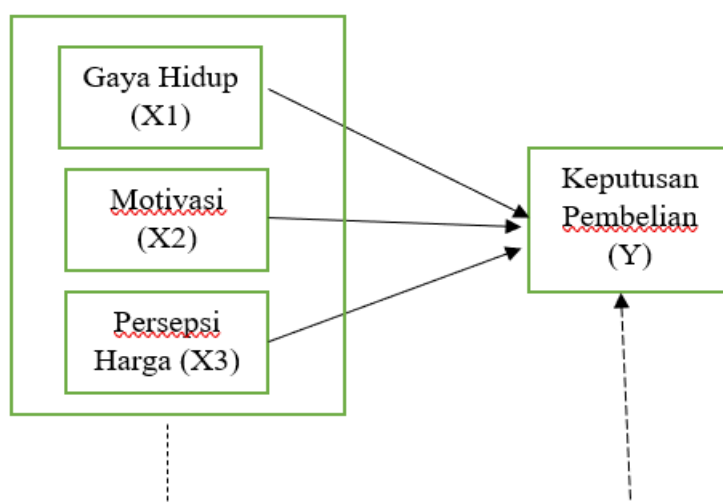 Gaya Hidup
(X1)
Motivasi
(X2)
Persepsi
Harga (X3)
Keputusan
Pembelian
(Y)